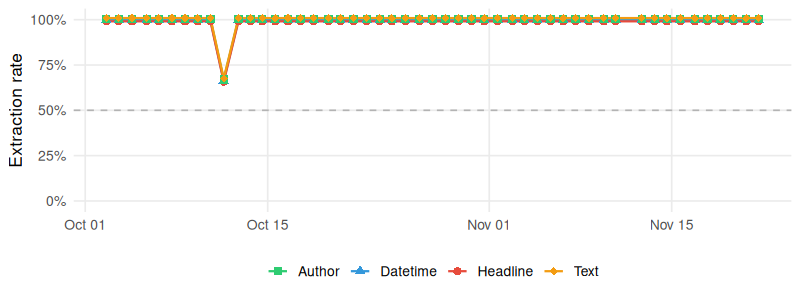 Extraction rate
100%
75%
50%
25%
0%
Oct 01 Oct 15 Nov 01 Nov 15
Author Datetime Headline Text